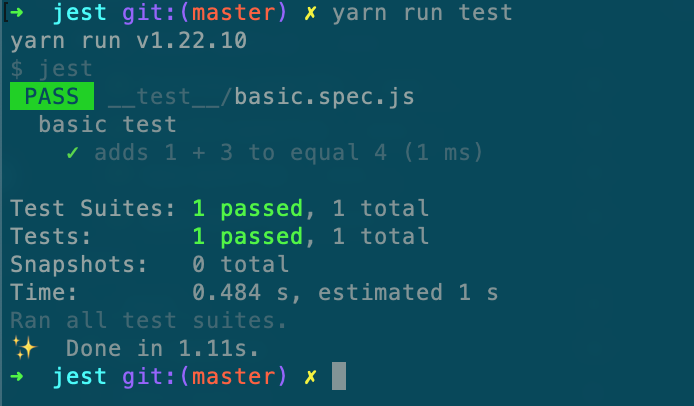 ➜  jest git:(master) ✗ yarn run test
yarn run v1.22.10
$ jest
PASS  __test__/basic.spec.js
  basic test
    ✓ adds 1 + 3 to equal 4 (1 ms)

Test Suites: 1 passed, 1 total
Tests:       1 passed, 1 total
Snapshots:   0 total
Time:        0.484 s, estimated 1 s
Ran all test suites.
✨  Done in 1.11s.
➜  jest git:(master) ✗